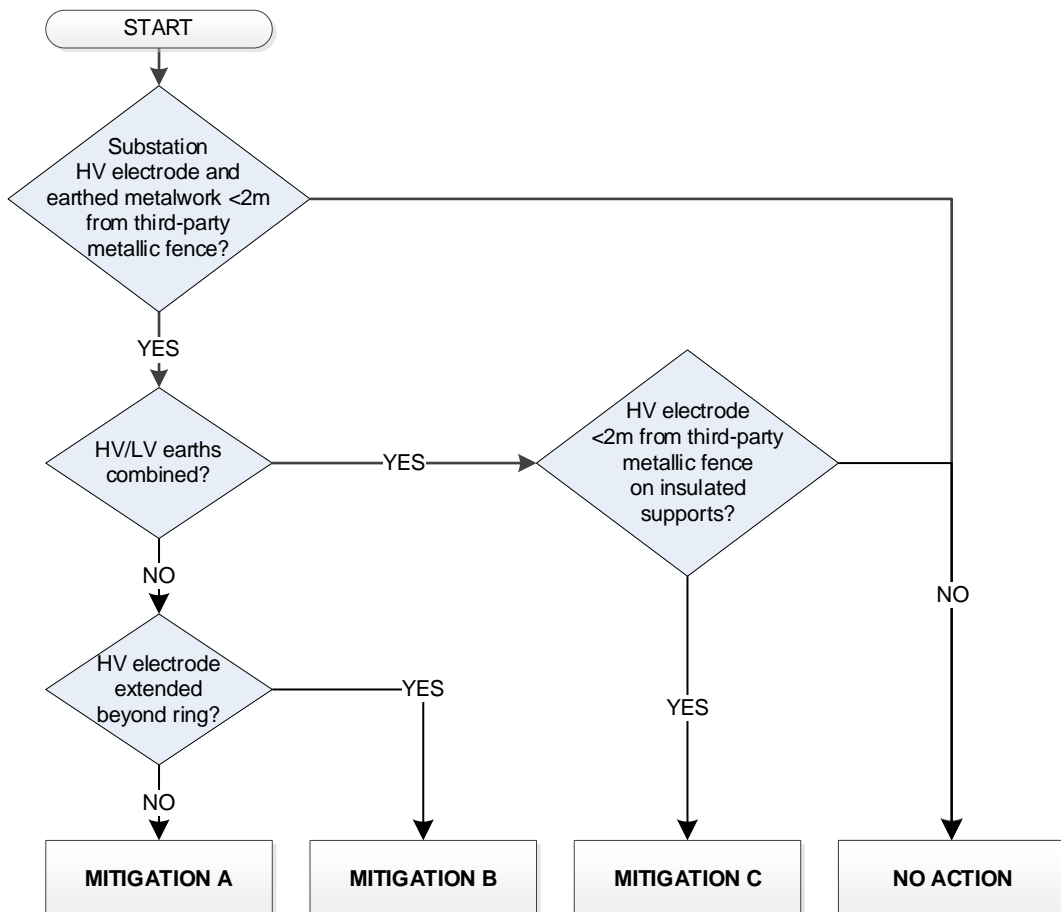 START
Substation
HV electrode and
earthed metalwork <2m
from third-party
metallic fence?
YES
HV/LV earths
combined?
YES
HV electrode
<2m from third-party
metallic fence
on insulated
supports?
NO
NO
HV electrode
extended
beyond ring?
YES
YES
NO
MITIGATION A
MITIGATION B
MITIGATION C
NO ACTION